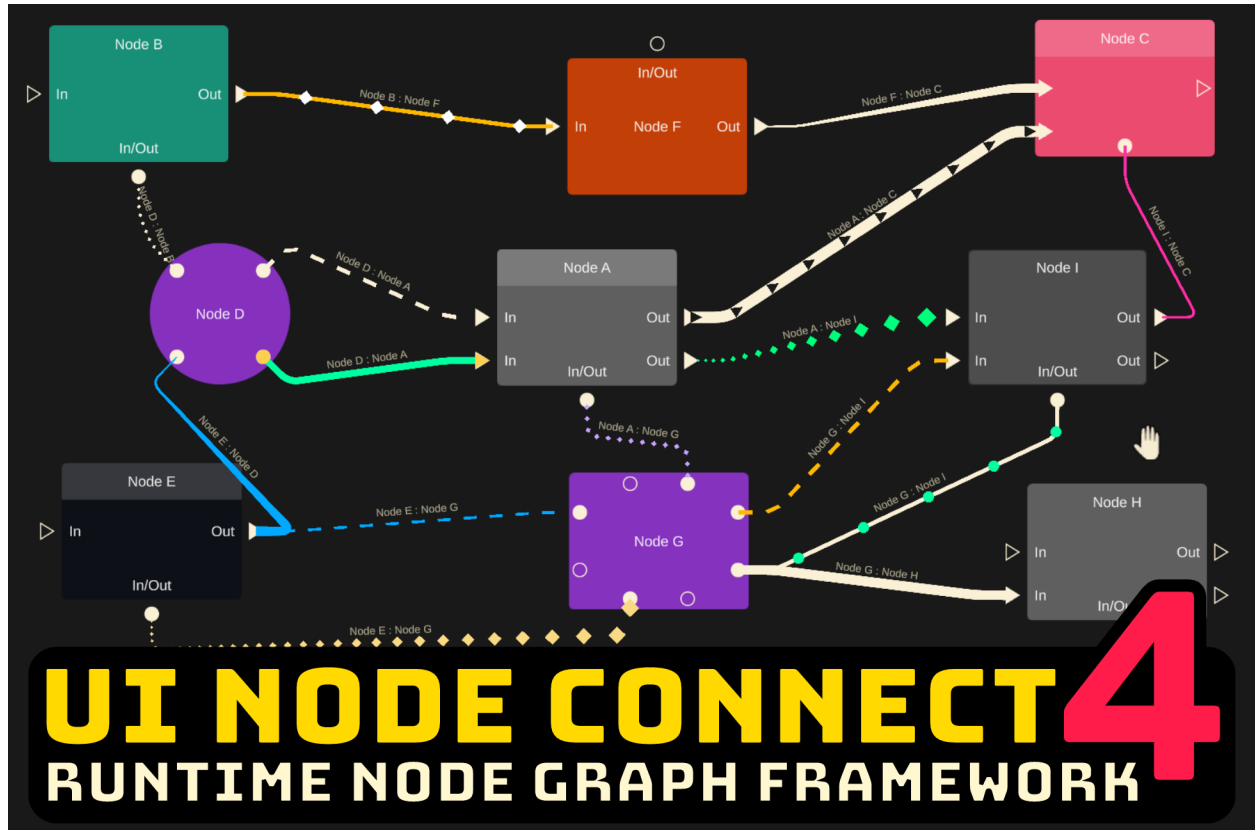 Node B
In
Out
In/Out
Node B : Node F
In/Out
In
Node F
Out
Node F : Node C
Node C
Node D : Node B
Node D
Node D : Node A
Node D : Node A
Node A
In
Out
In
Out
In/Out
Node A : Node C
Node A : Node I
Node I
In
Out
In
Out
In/Out
Node I : Node C
Node E : Node D
Node E
In
Out
In/Out
Node E : Node G
Node A : Node G
Node G
Node G : Node I
Node G : Node I
Node G : Node H
Node H
In
Out
In
In/Ou
Node E : Node G
UI NODE CONNECT 4
RUNTIME NODE GRAPH FRAMEWORK